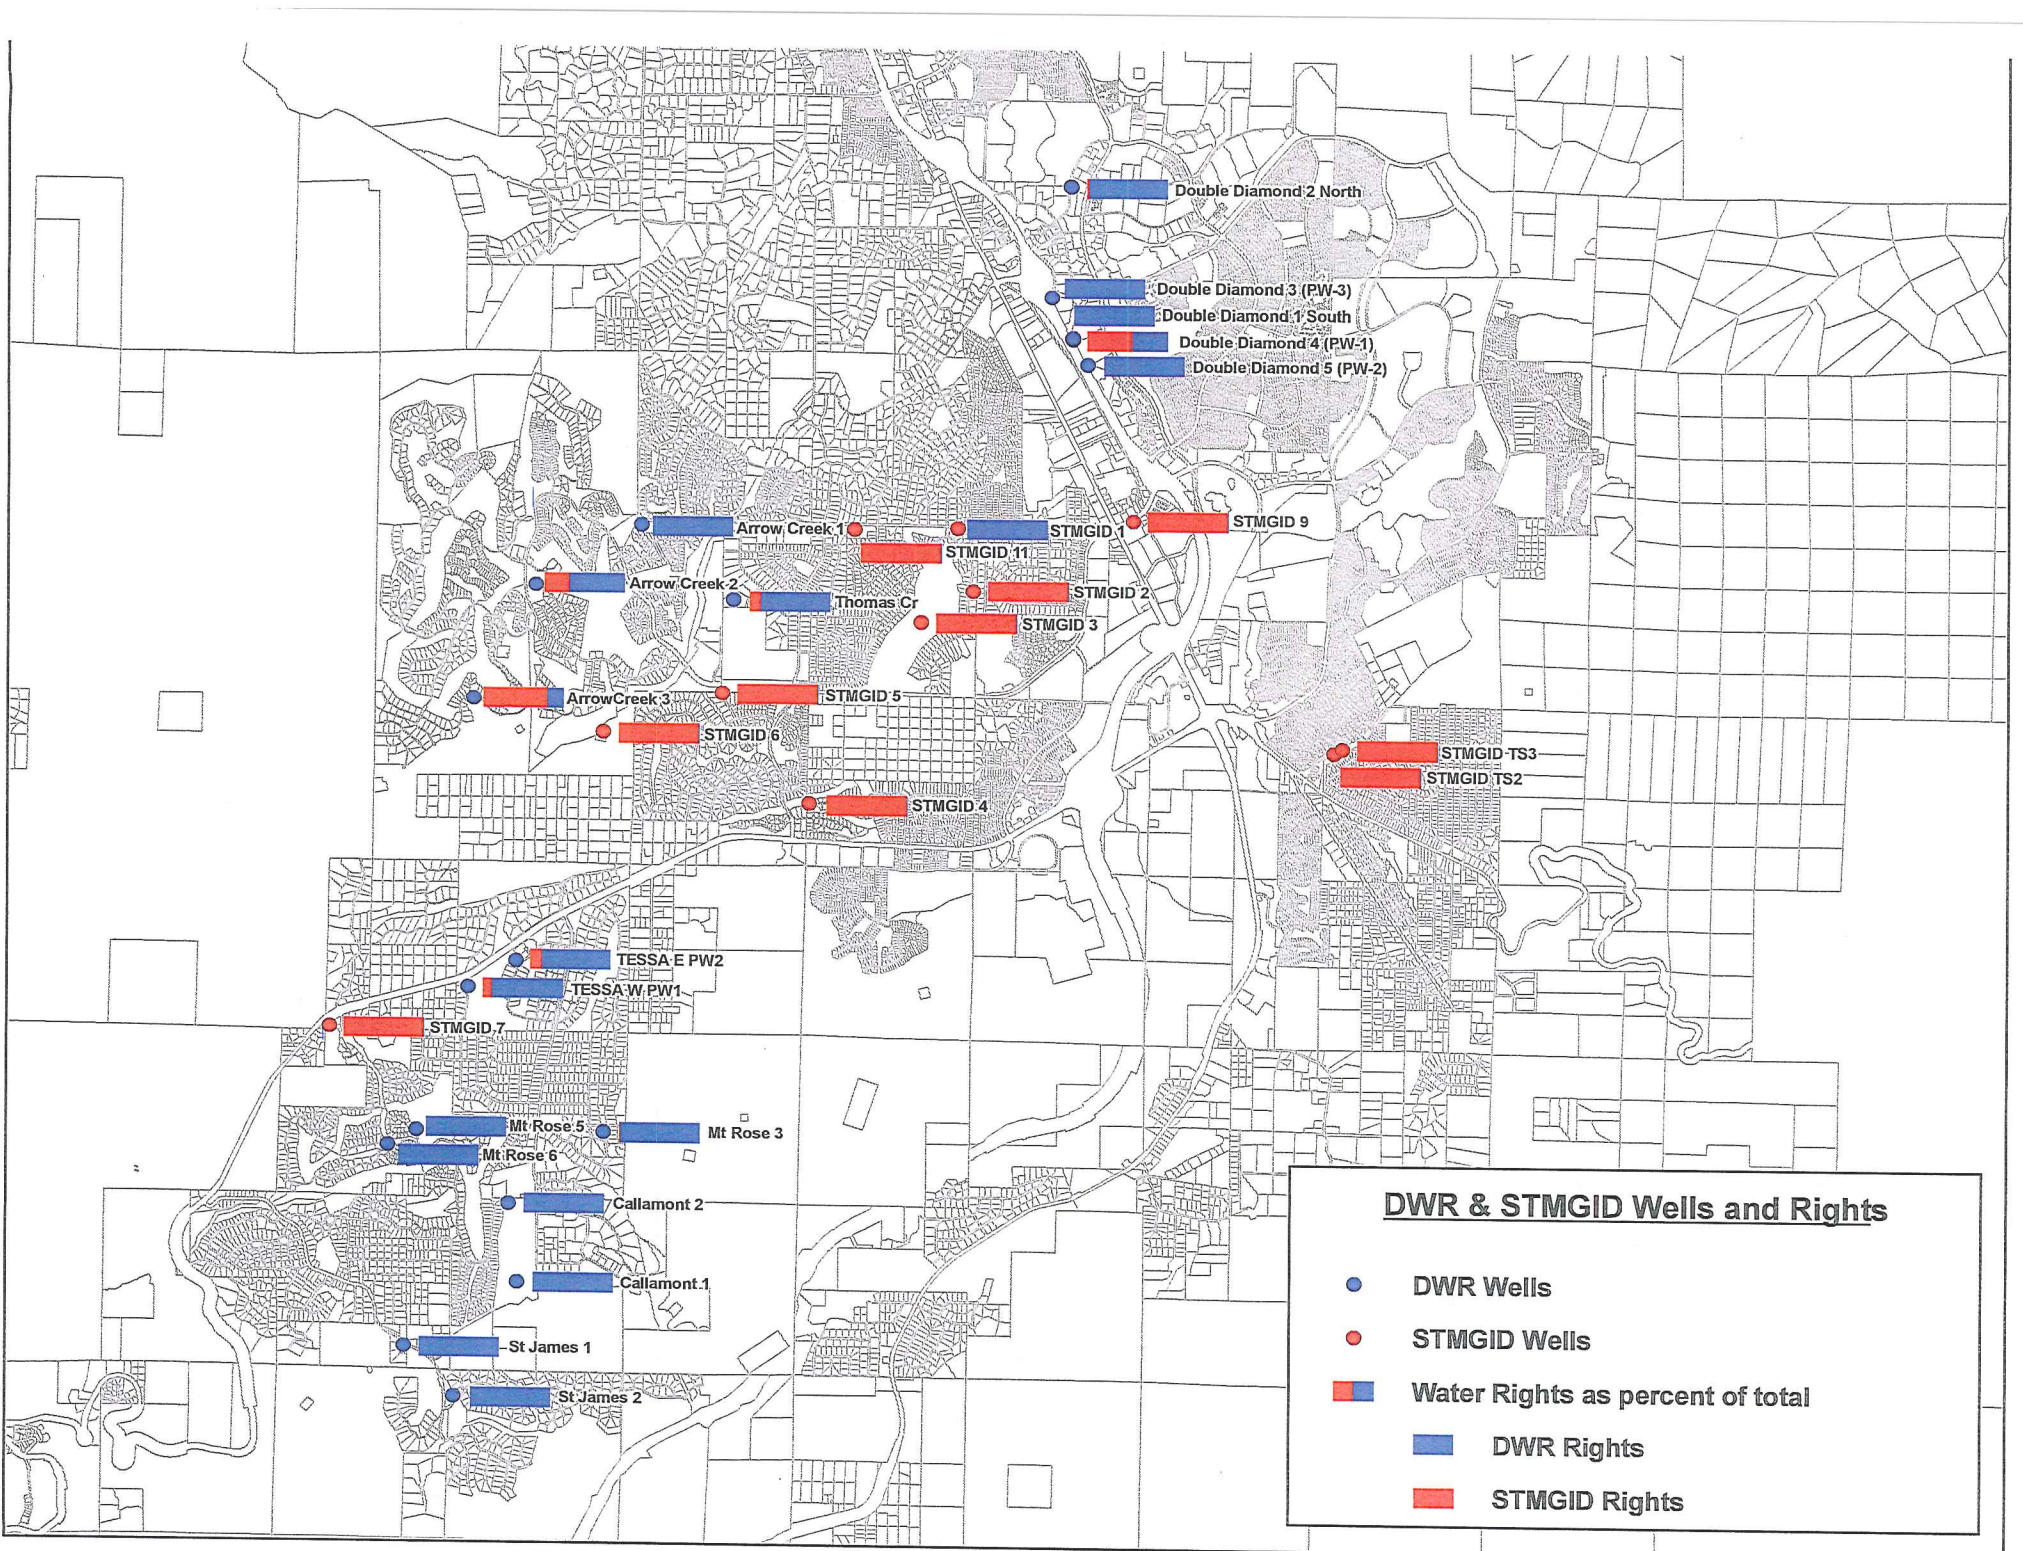 Double Diamond 2 North
Double Diamond 3 (PW-3)
Double Diamond 1 South
Double Diamond 4 (PW-1)
Double Diamond 5 (PW-2)
Arrow Creek 1
STMGID 1
STMGID 9
STMGID 11
Arrow Creek 2
Thomas Cr
STMGID 2
STMGID 3
ArrowCreek 3
STMGID 5
STMGID 6
STMGID TS3
STMGID TS2
STMGID 4
TESSA E PW2
TESSA W PW1
STMGID 7
Mt Rose 5
Mt Rose 3
Mt Rose 6
Callamont 2
Callamont 1
St James 1
St James 2
DWR & STMGID Wells and Rights
DWR Wells
STMGID Wells
Water Rights as percent of total
DWR Rights
STMGID Rights